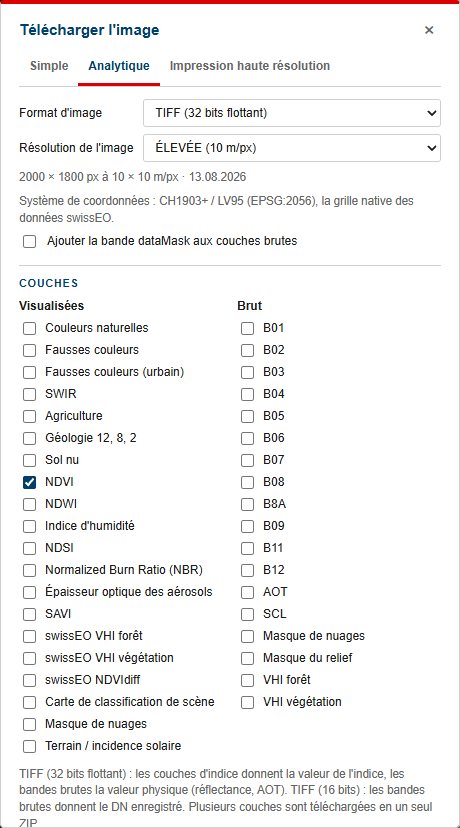 Télécharger l'image ×
Simple Analytique Impression haute résolution
Format d'image TIFF (32 bits flottant)
Résolution de l'image ÉLEVÉE (10 m/px)
2000 × 1800 px à 10 × 10 m/px · 13.08.2026
Système de coordonnées : CH1903+ / LV95 (EPSG:2056), la grille native des
données swissEO.
Ajouter la bande dataMask aux couches brutes
COUCHES
Visualisées
Couleurs naturelles
Fausses couleurs
Fausses couleurs (urbain)
SWIR
Agriculture
Géologie 12, 8, 2
Sol nu
NDVI
NDWI
Indice d'humidité
NDSI
Normalized Burn Ratio (NBR)
Épaisseur optique des aérosols
SAVI
swissEO VHI forêt
swissEO VHI végétation
swissEO NDVIdiff
Carte de classification de scène
Masque de nuages
Terrain / incidence solaire
Brut
B01
B02
B03
B04
B05
B06
B07
B08
B8A
B09
B11
B12
AOT
SCL
Masque de nuages
Masque du relief
VHI forêt
VHI végétation
TIFF (32 bits flottant) : les couches d'indice donnent la valeur de l'indice, les
bandes brutes la valeur physique (réflectance, AOT). TIFF (16 bits) : les bandes
brutes donnent le DN enregistré. Plusieurs couches sont téléchargées en un seul
ZIP